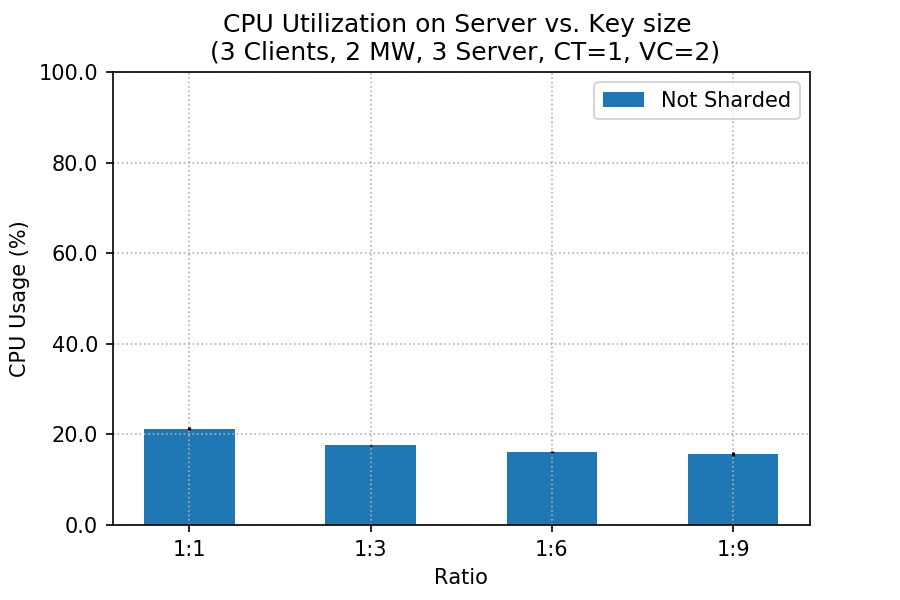 CPU Utilization on Server vs. Key size
(3 Clients, 2 MW, 3 Server, CT=1, VC=2)
100.0
80.0
60.0
40.0
20.0
0.0
CPU Usage (%)
Not Sharded
1:1
1:3
1:6
1:9
Ratio